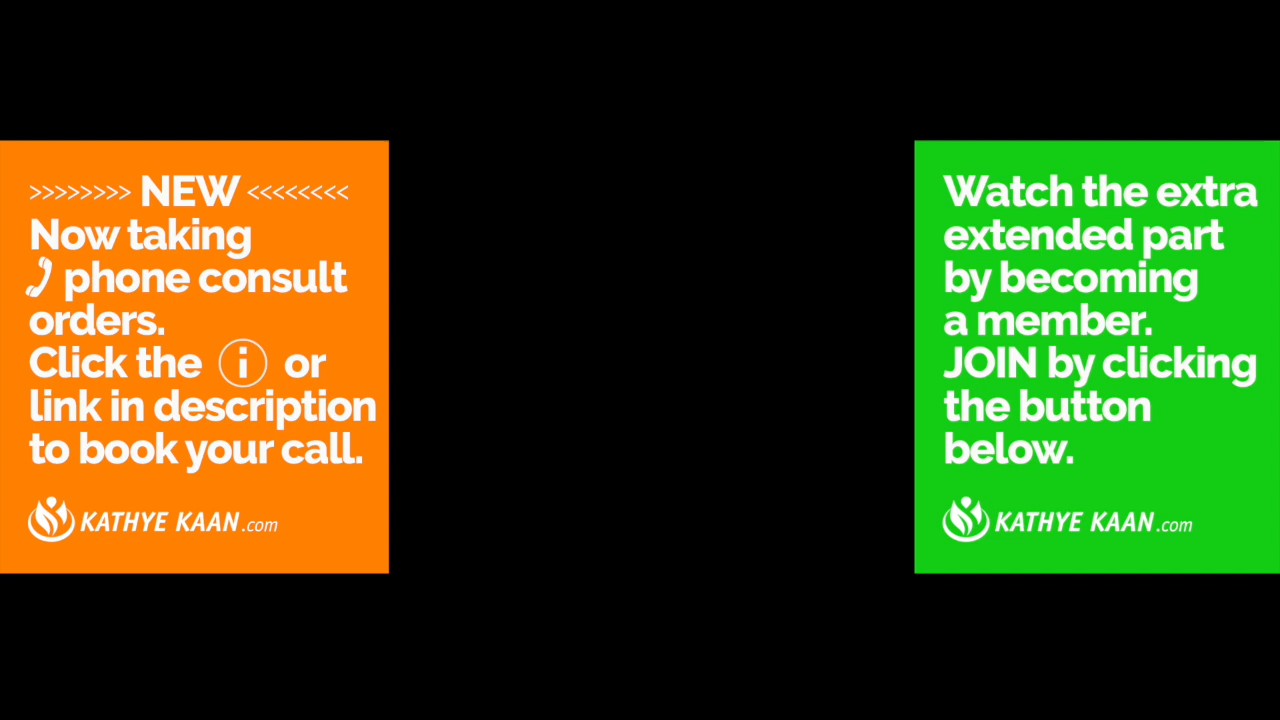 >>>>>>>> NEW <<<<<<<<
Now taking
phone consult
orders.
Click the i or
link in description
to book your call.
KATHYE KAAN.com
Watch the extra
extended part
by becoming
a member.
JOIN by clicking
the button
below.
KATHYE KAAN.com